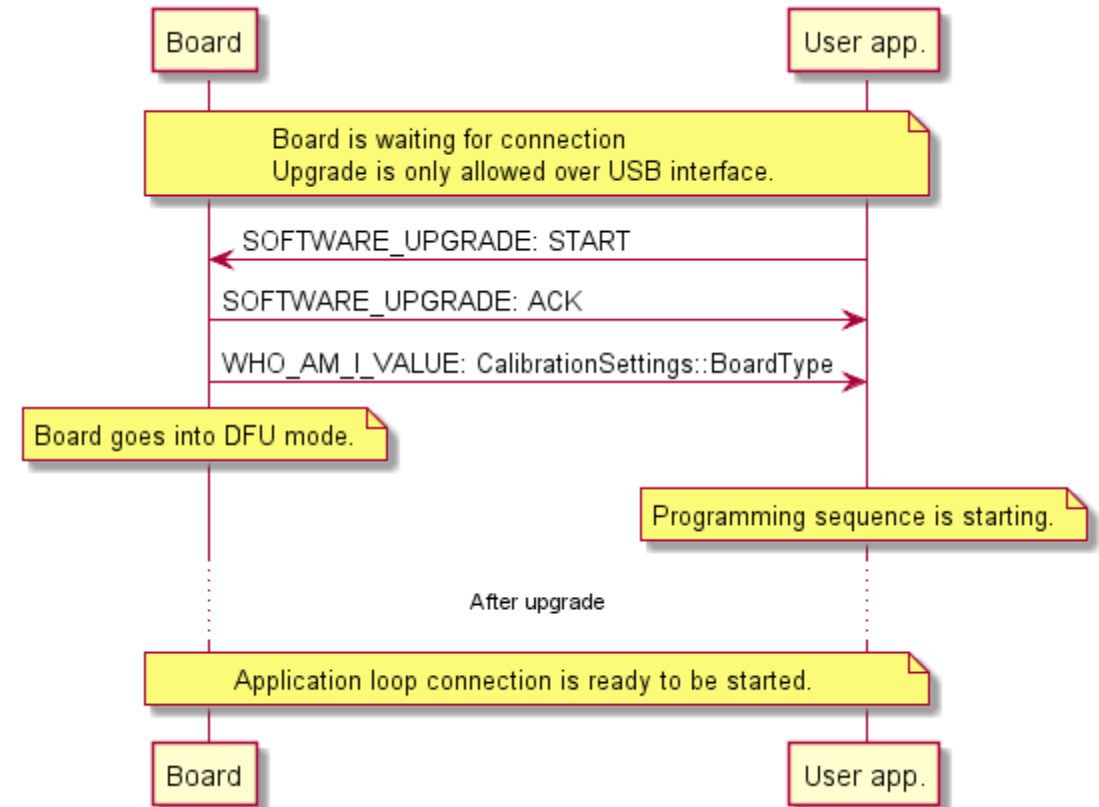 Board
User app.
Board is waiting for connection
Upgrade is only allowed over USB interface.
SOFTWARE_UPGRADE: START
SOFTWARE_UPGRADE: ACK
WHO_AM_I_VALUE: CalibrationSettings::BoardType
Board goes into DFU mode.
Programming sequence is starting.
After upgrade
Application loop connection is ready to be started.
Board
User app.